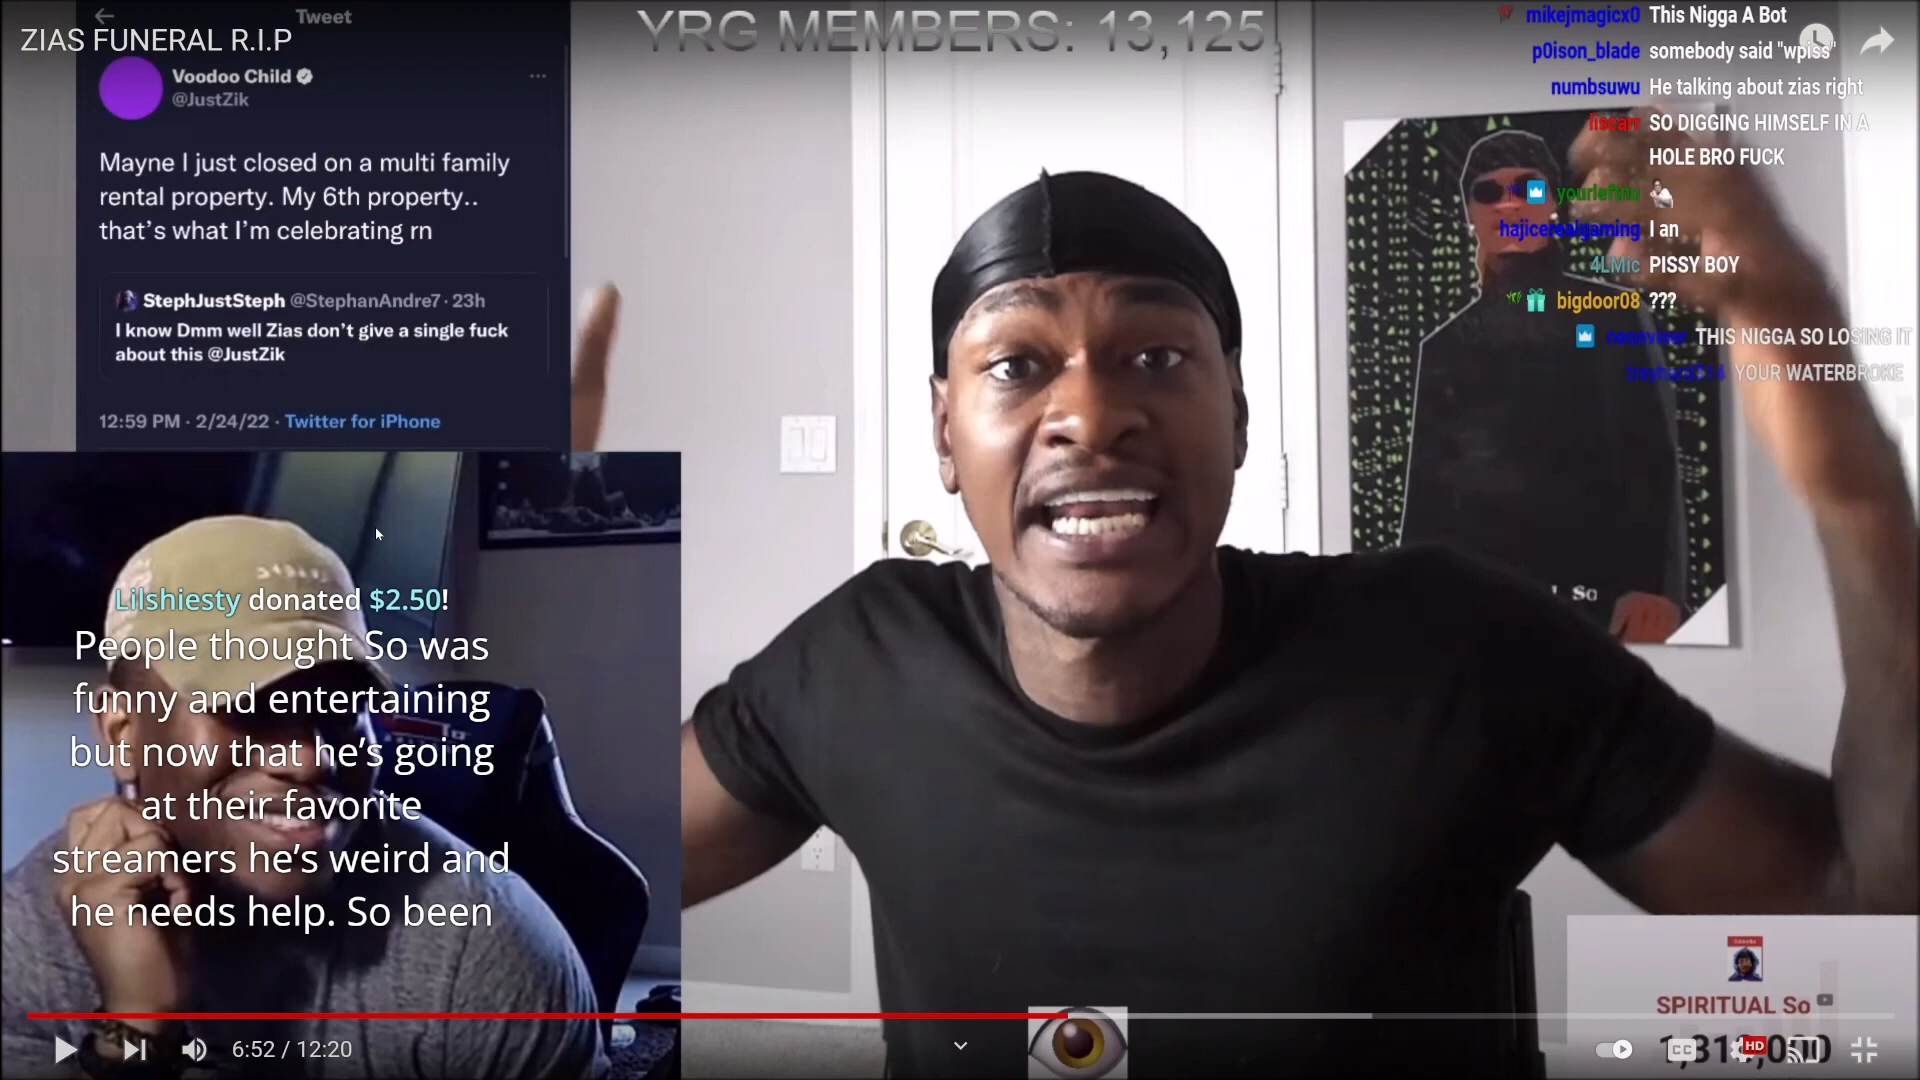 Tweet
ZIAS FUNERAL R.I.P
Voodoo Child
@JustZik
Mayne I just closed on a multi family
rental property. My 6th property..
that's what I'm celebrating rn
StephJustSteph @StephanAndre7 · 23h
I know Dmm well Zias don't give a single fuck
about this @JustZik
12:59 PM · 2/24/22 · Twitter for iPhone
YRG MEMBERS: 13,125
mikejmagicx0 This Nigga A Bot
p0ison_blade somebody said "wpiss"
numbsuwu He talking about zias right
liscarr SO DIGGING HIMSELF IN A
HOLE BRO FUCK
yourleftnu
hajicerealgaming I an
4LMic PISSY BOY
bigdoor08 ???
THIS NIGGA SO LOSING IT
YOUR WATERBROKE
Lilshiesty donated $2.50!
People thought So was
funny and entertaining
but now that he's going
at their favorite
streamers he's weird and
he needs help. So been
So
SPIRITUAL So
6:52 / 12:20
CC
HD